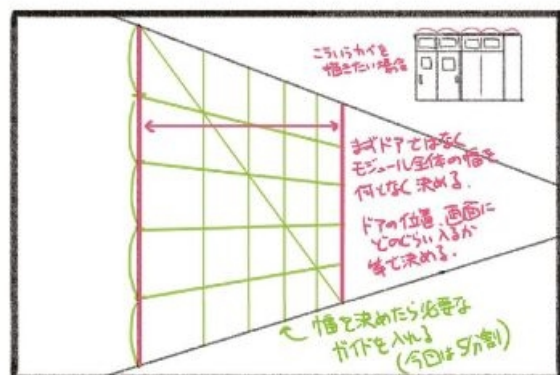 こういうカベを
描きたい場合
まずドアではなく
モジュール全体の幅を
何となく決める.
ドアの位置、画面に
どのぐらい入るか
等で決める.
幅を決めたら必要な
ガイドを入れる
(今回は5分割)